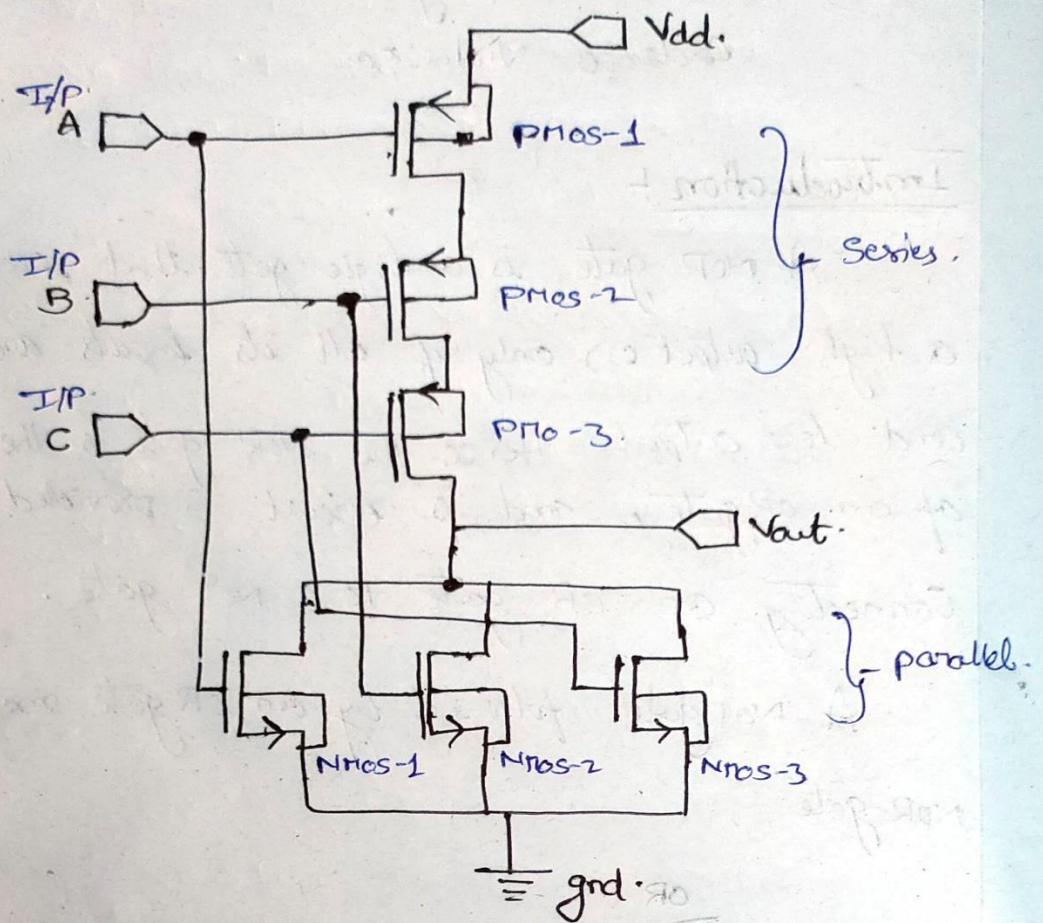 Vdd.
I/P
A
PMOS-1
I/P
B
PMOS-2
Series.
I/P
C
PMO-3.
Vout.
parallel.
NMOS-1
NMOS-2
NMOS-3
gnd.